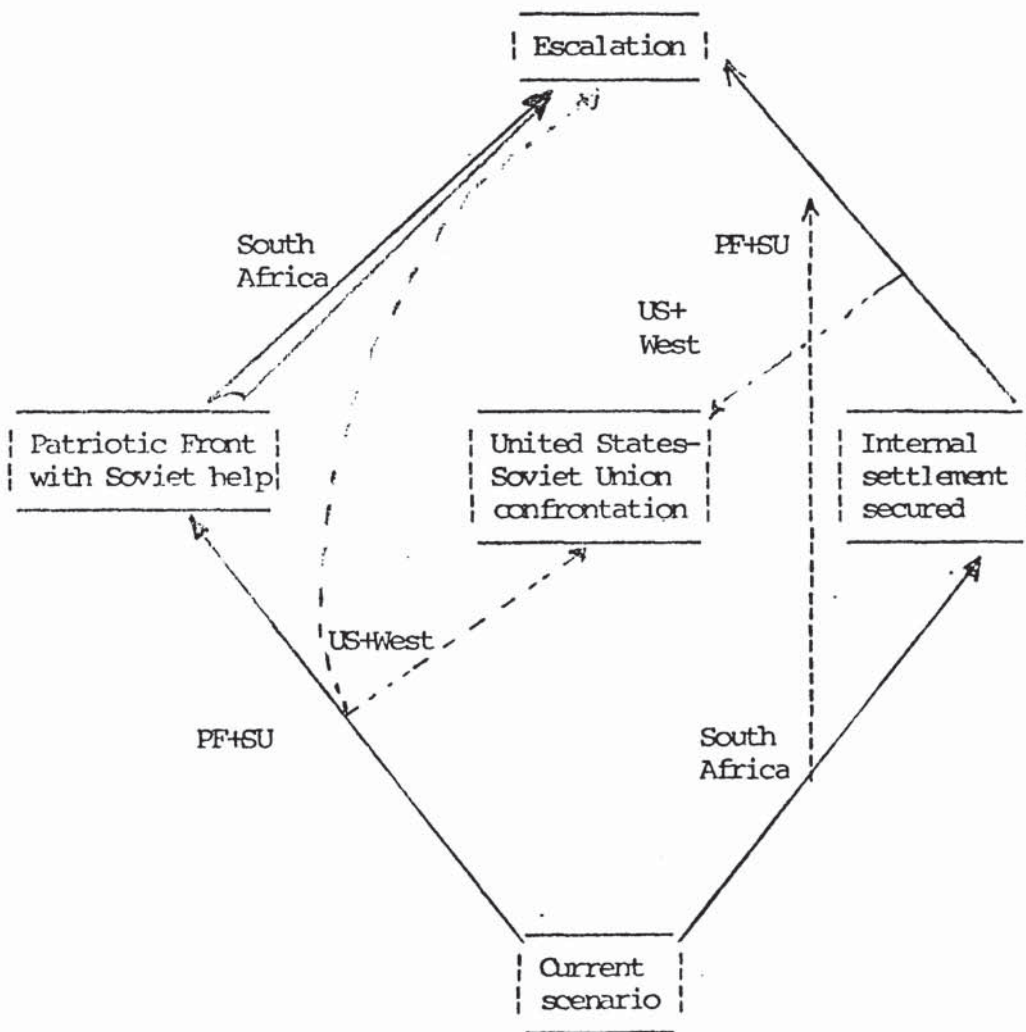 Escalation
South
Africa
PF+SU
US+
West
Patriotic Front
with Soviet help
United States-
Soviet Union
confrontation
Internal
settlement
secured
US+West
PF+SU
South
Africa
Current
scenario